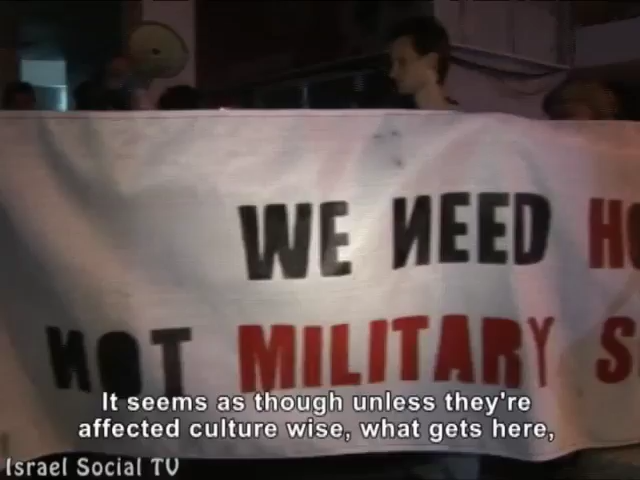 WE NEED
NOT MILITARY
It seems as though unless they're
affected culture wise, what gets here,
Israel Social TV